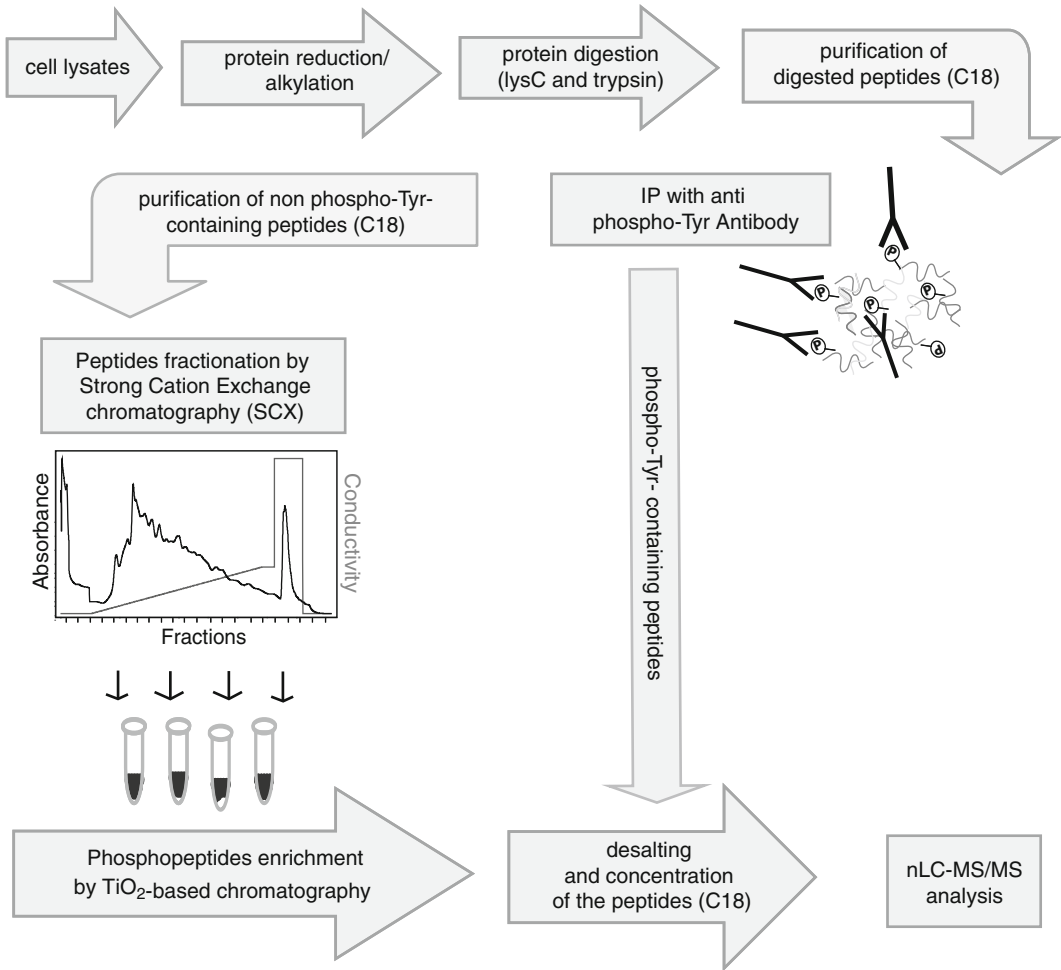 cell lysates
protein reduction/
alkylation
protein digestion
(lysC and trypsin)
purification of
digested peptides (C18)
purification of non phospho-Tyr-
containing peptides (C18)
IP with anti
phospho-Tyr Antibody
P
P
P
P
P
P
phospho-Tyr- containing peptides
Peptides fractionation by
Strong Cation Exchange
chromatography (SCX)
Absorbance
Conductivity
Fractions
Phosphopeptides enrichment
by TiO2-based chromatography
desalting
and concentration
of the peptides (C18)
nLC-MS/MS
analysis